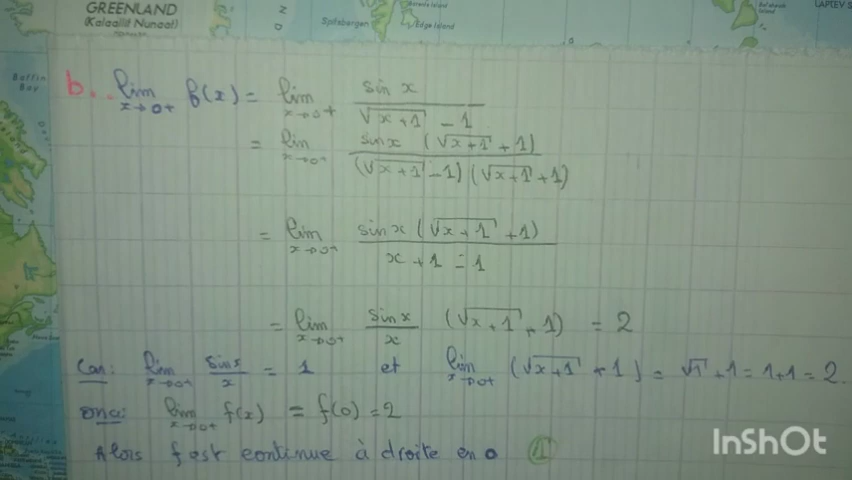 GREENLAND
(Kalaallit Nunaat)
Spitsbergen
Edge Island
LAPTEV S
Baffin
Bay
b.. lim x→0+ f(x) = lim x→0+ sin x / √x+1 - 1
= lim x→0+ sin x (√x+1 + 1) / (√x+1 - 1)(√x+1 + 1)
= lim x→0+ sin x (√x+1 + 1) / x + 1 - 1
= lim x→0+ sin x / x (√x+1 + 1) = 2
Car: lim x→0+ sin x / x = 1 et lim x→0+ (√x+1 + 1) = √1 + 1 = 1+1 = 2.
onc: lim x→0+ f(x) = f(0) = 2
Alors f est continue à droite en 0 1
InShOt